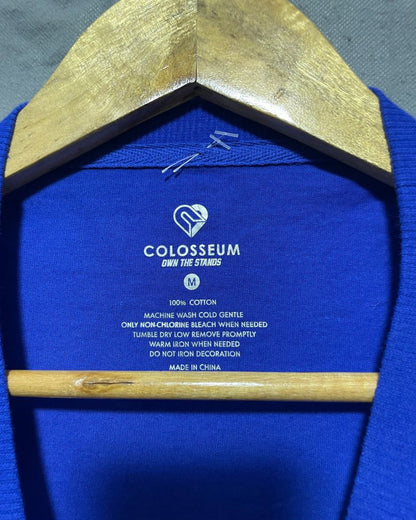 COLOSSEUM
OWN THE STANDS
M
100% COTTON
MACHINE WASH COLD GENTLE
ONLY NON-CHLORINE BLEACH WHEN NEEDED
TUMBLE DRY LOW REMOVE PROMPTLY
WARM IRON WHEN NEEDED
DO NOT IRON DECORATION
MADE IN CHINA